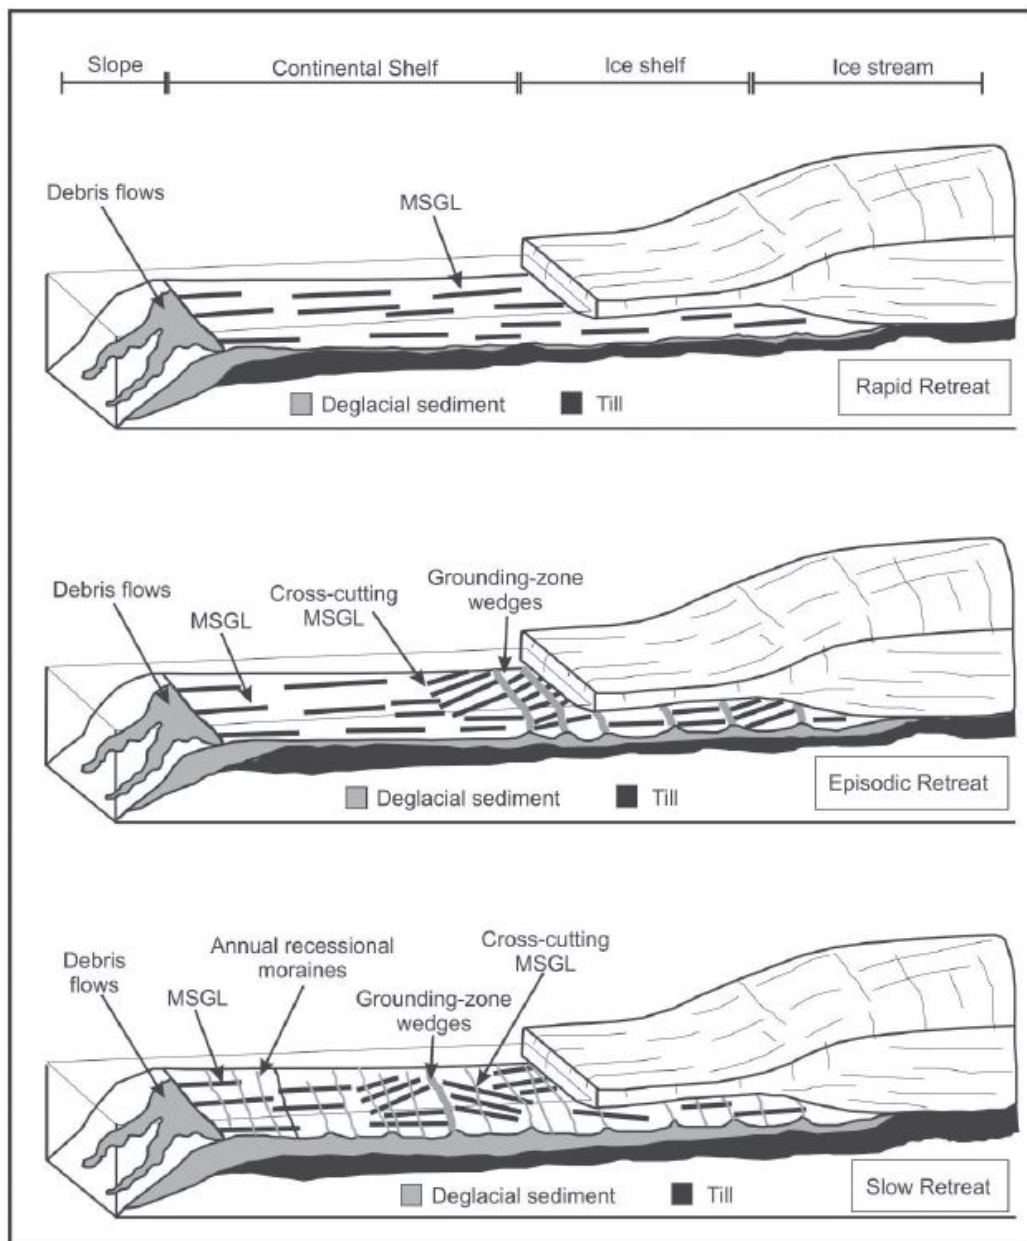 Slope
Continental Shelf
Ice shelf
Ice stream
Debris flows
MSGL
Deglacial sediment
Till
Rapid Retreat
Debris flows
MSGL
Cross-cutting
MSGL
Grounding-zone
wedges
Deglacial sediment
Till
Episodic Retreat
Debris
flows
MSGL
Annual recessional
moraines
Grounding-zone
wedges
Cross-cutting
MSGL
Deglacial sediment
Till
Slow Retreat